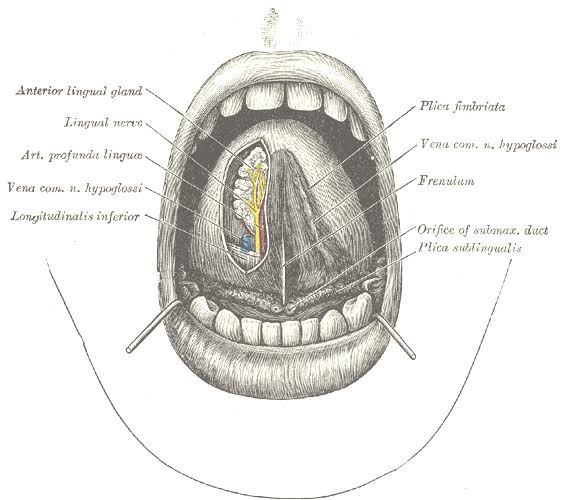 Anterior lingual gland
Lingual nerve
Art. profunda linguæ
Vena com. n. hypoglossi
Longitudinalis inferior
Plica fimbriata
Vena com. n. hypoglossi
Frenulum
Orifice of submax. duct
Plica sublingualis